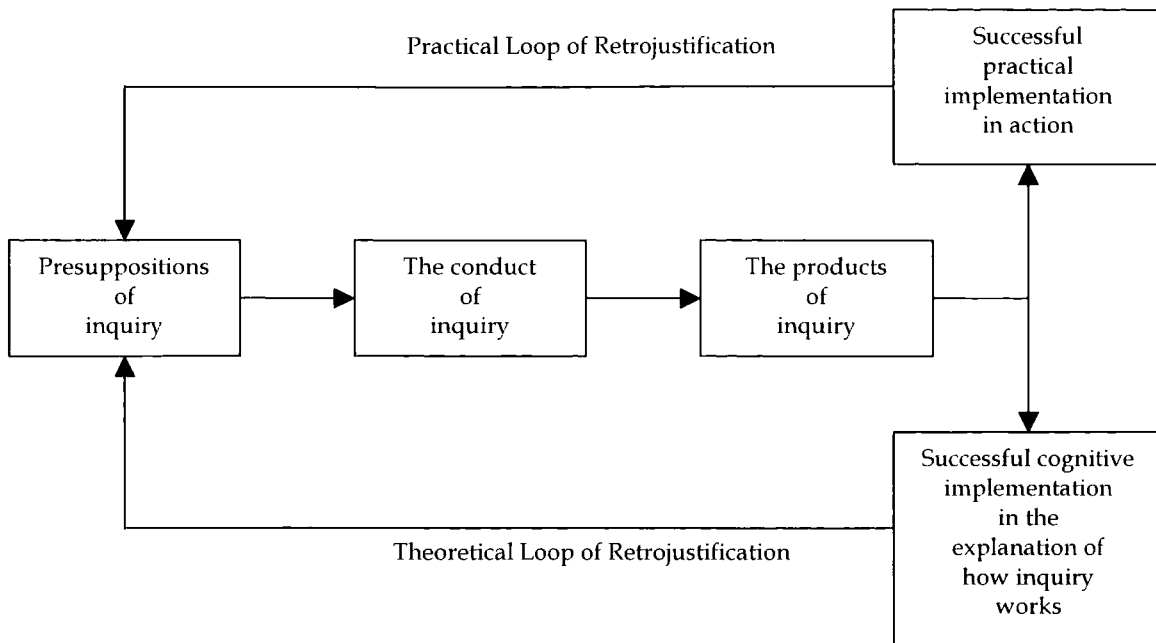 Practical Loop of Retrojustification
Successful
practical
implementation
in action
Presuppositions
of
inquiry
The conduct
of
inquiry
The products
of
inquiry
Successful cognitive
implementation
in the
explanation of
how inquiry
works
Theoretical Loop of Retrojustification